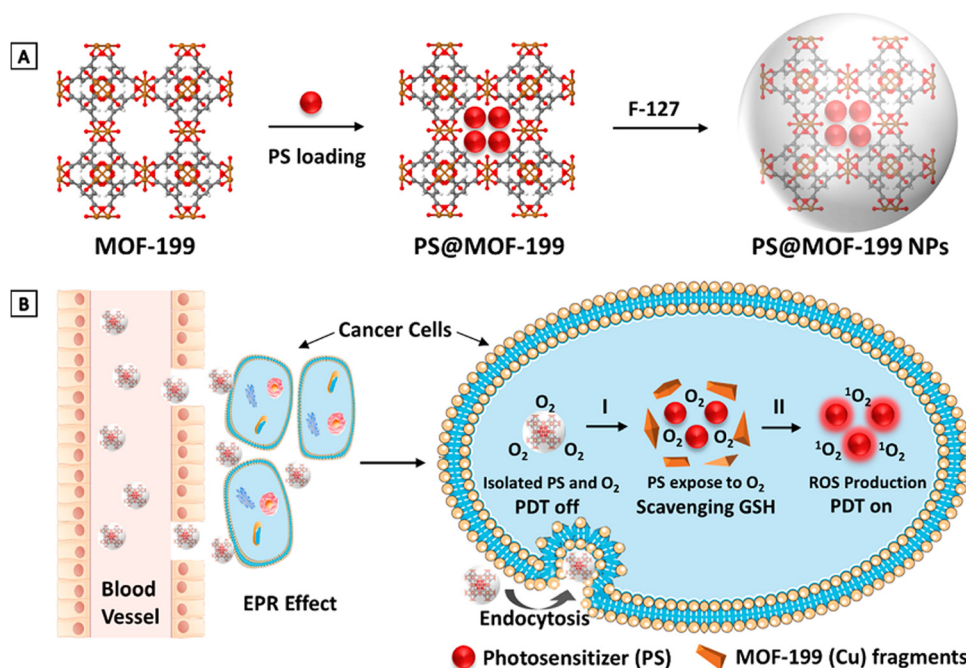 A
PS loading
F-127
MOF-199
PS@MOF-199
PS@MOF-199 NPs
B
Cancer Cells
O2
O2 O2
I
O2
O2 O2
II
1O2
1O2 1O2
Isolated PS and O2
PDT off
PS expose to O2
Scavenging GSH
ROS Production
PDT on
Blood
Vessel
EPR Effect
Endocytosis
Photosensitizer (PS)
MOF-199 (Cu) fragments